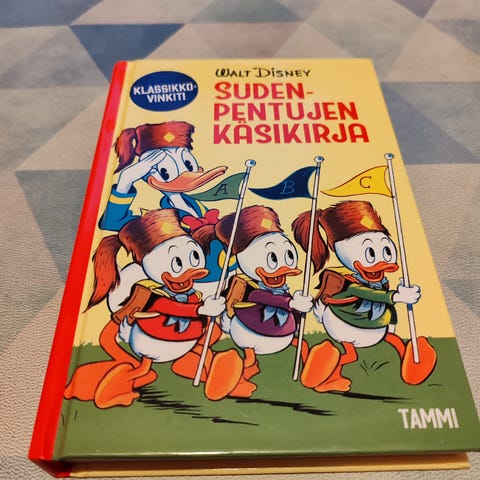 KLASSIKKO-
VINKIT!
WALT DISNEY
SUDEN-
PENTUJEN
KÄSIKIRJA
A B C
TAMMI